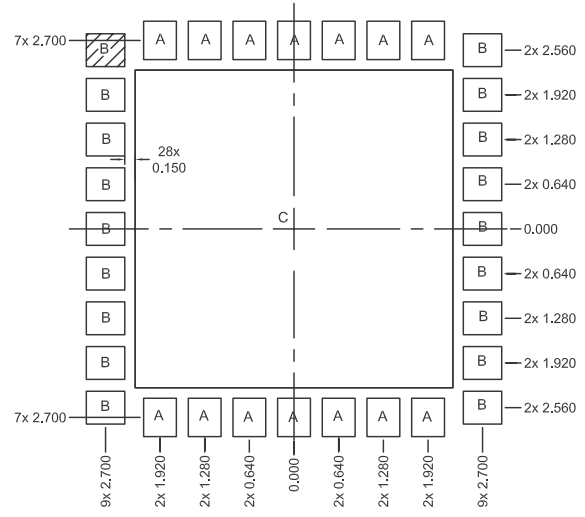 7x 2.700 A A A A A A A
B B 2x 2.560
B B 2x 1.920
B B 2x 1.280
28x
0.150
B B 2x 0.640
C
B B 0.000
B B 2x 0.640
B B 2x 1.280
B B 2x 1.920
B B 2x 2.560
7x 2.700 A A A A A A A
9x 2.700
2x 1.920
2x 1.280
2x 0.640
0.000
2x 0.640
2x 1.280
2x 1.920
9x 2.700